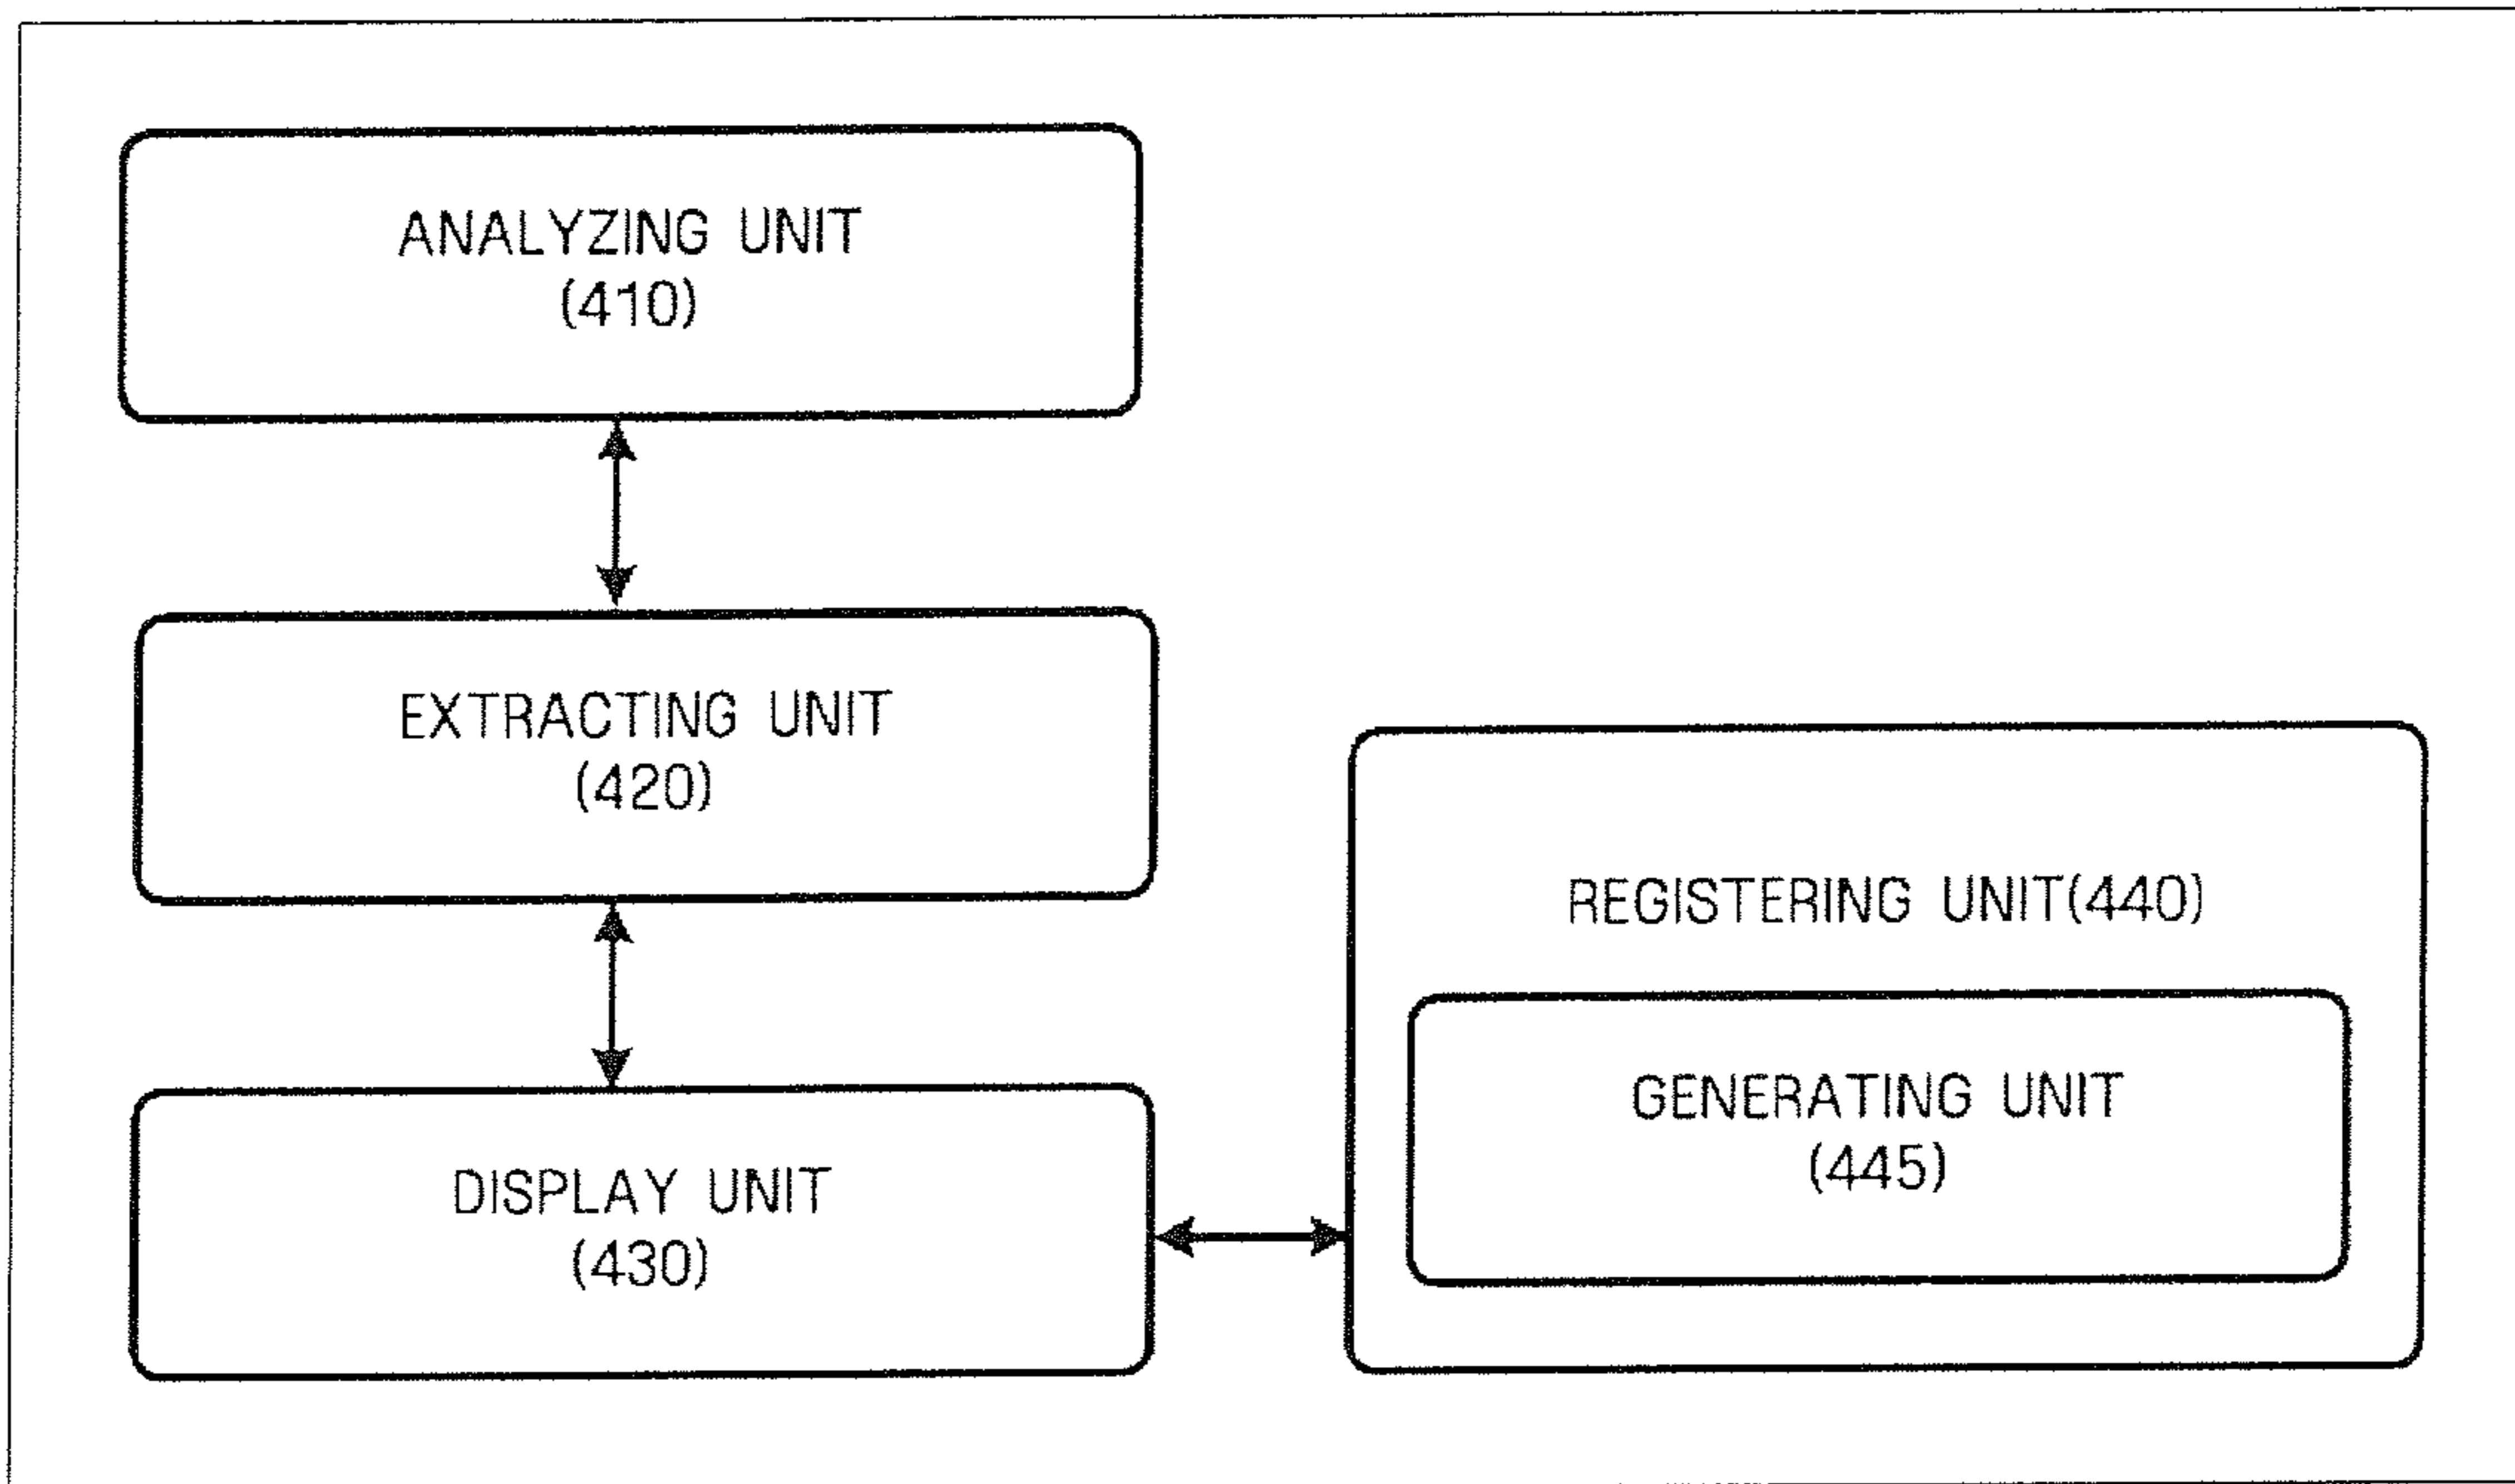 ANALYZING UNIT
(410)
EXTRACTING UNIT
(420)
DISPLAY UNIT
(430)
REGISTERING UNIT(440)
GENERATING UNIT
(445)